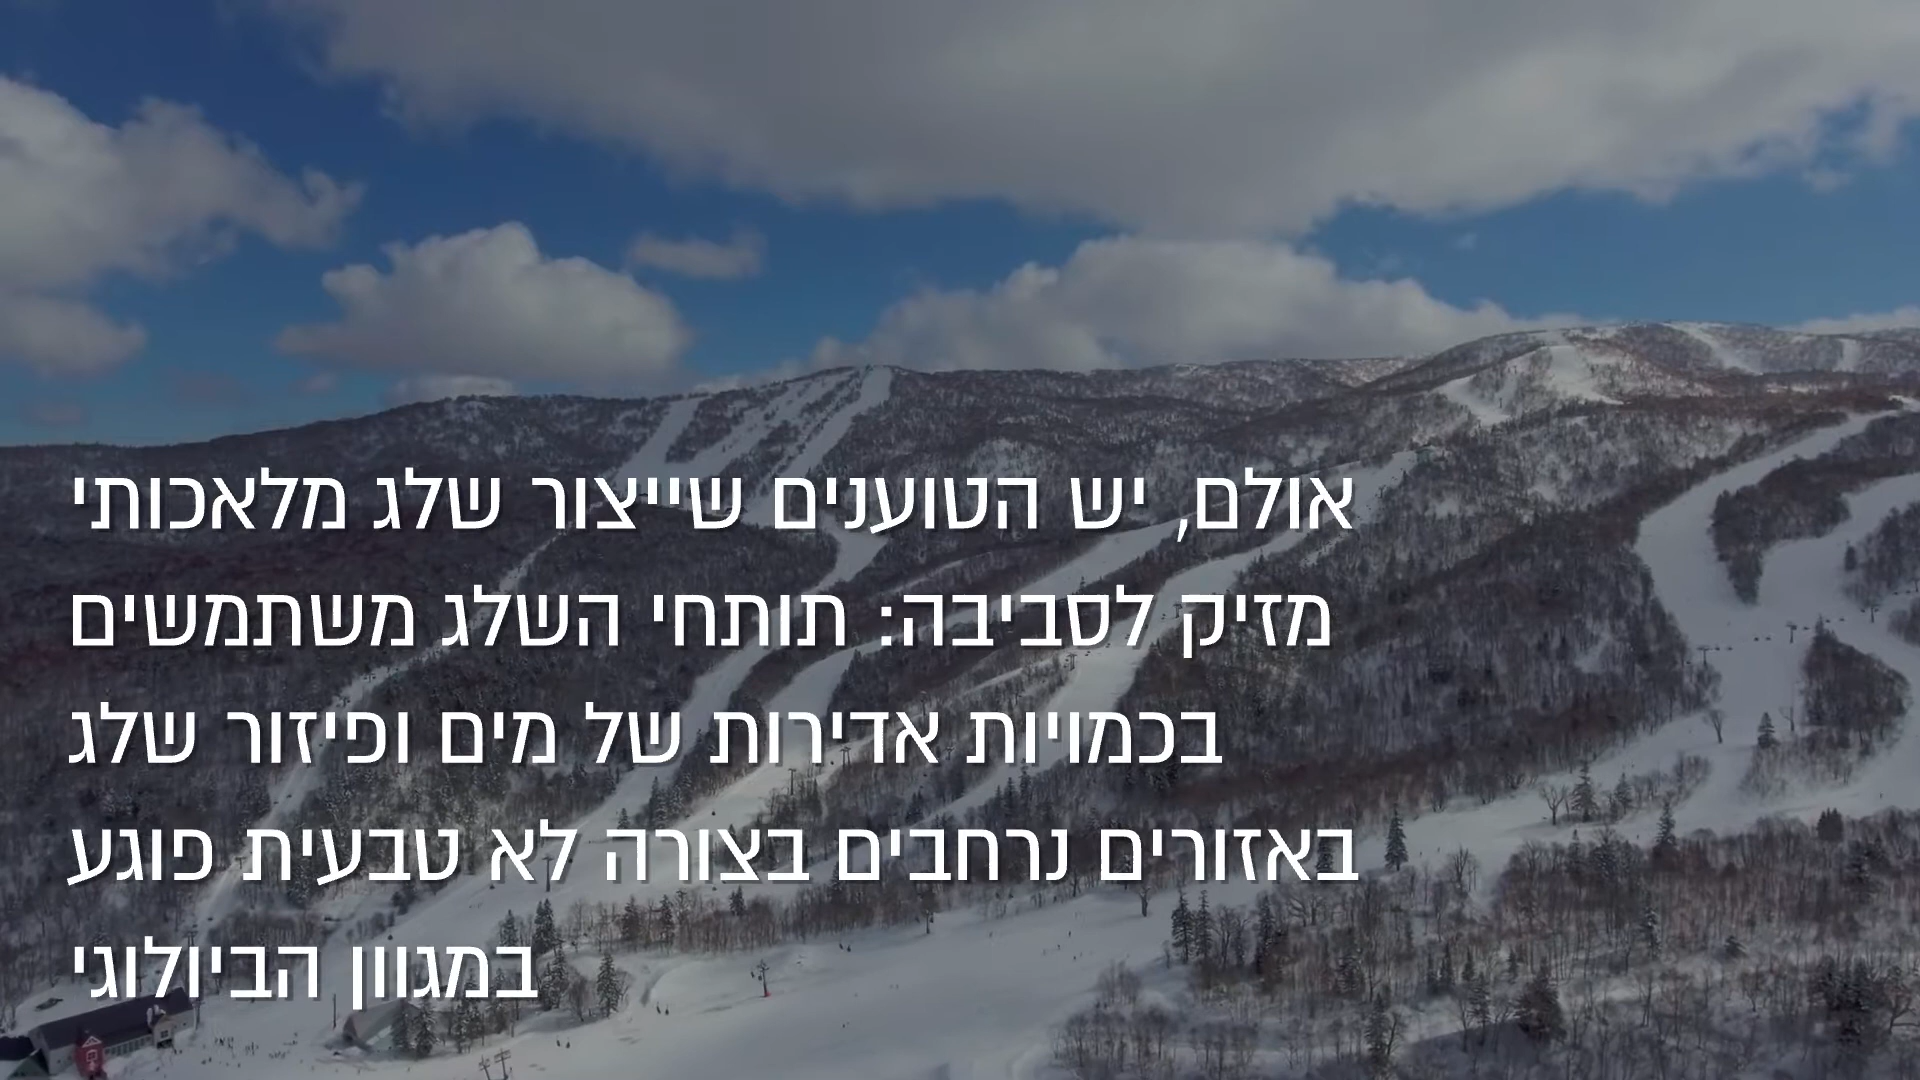 אולם, יש הטוענים שייצור שלג מלאכותי
מזיק לסביבה: תותחי השלג משתמשים
בכמויות אדירות של מים ופיזור שלג
באזורים נרחבים בצורה לא טבעית פוגע
במגוון הביולוגי